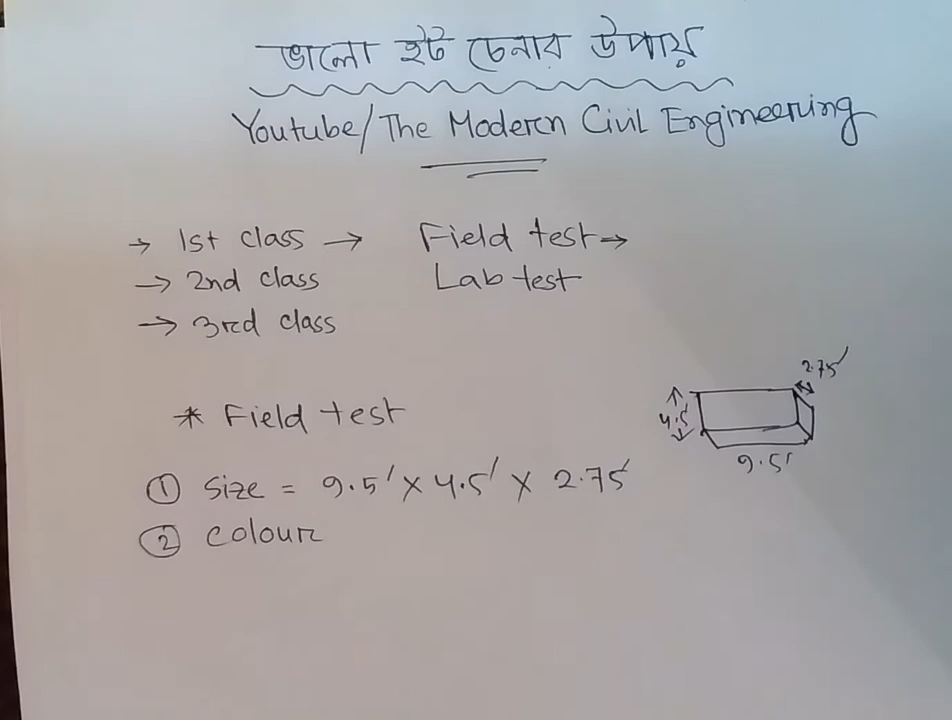 ভালো ইট চেনার উপায়
Youtube/The Modern Civil Engineering
→ 1st class → Field test →
→ 2nd class Lab test
→ 3rd class
* Field test
① Size = 9.5' × 4.5' × 2.75'
② Colour
2.75'
4.5'
9.5'